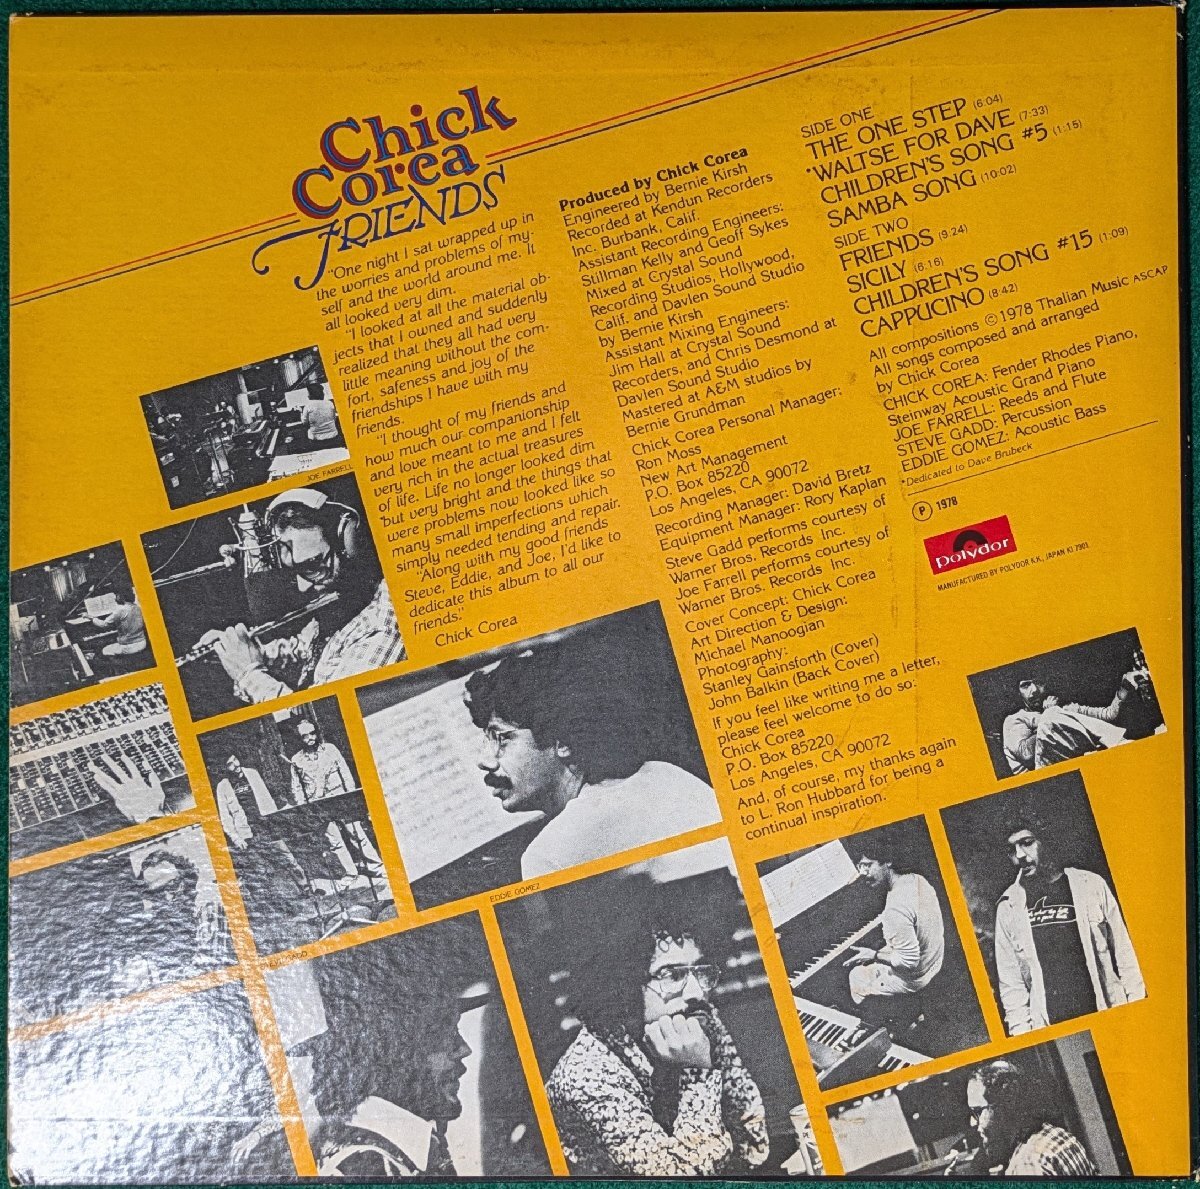 Chick
Corea
FRIENDS
"One night I sat wrapped up in
the worries and problems of my-
self and the world around me. It
all looked very dim.
"I looked at all the material ob-
jects that I owned and suddenly
realized that they all had very
little meaning without the com-
fort, safeness and joy of the
friendships I have with my
friends.
"I thought of my friends and
how much our companionship
and love meant to me and I felt
very rich in the actual treasures
of life. Life no longer looked dim
but very bright and the things that
were problems now looked like so
many small imperfections which
simply needed tending and repair.
"Along with my good friends
Steve, Eddie, and Joe, I'd like to
dedicate this album to all our
friends."
Chick Corea
Produced by Chick Corea
Engineered by Bernie Kirsh
Recorded at Kendun Recorders
Inc. Burbank, Calif.
Assistant Recording Engineers:
Stillman Kelly and Geoff Sykes
Mixed at Crystal Sound
Recording Studios, Hollywood,
Calif. and Davlen Sound Studio
by Bernie Kirsh
Assistant Mixing Engineers:
Jim Hall at Crystal Sound
Recorders, and Chris Desmond at
Davlen Sound Studio
Mastered at A&M studios by
Bernie Grundman
Chick Corea Personal Manager:
Ron Moss
New Art Management
P.O. Box 85220
Los Angeles, CA 90072
Recording Manager: David Bretz
Equipment Manager: Rory Kaplan
Steve Gadd performs courtesy of
Warner Bros. Records Inc.
Joe Farrell performs courtesy of
Warner Bros. Records Inc.
Cover Concept: Chick Corea
Art Direction & Design:
Michael Manoogian
Photography:
Stanley Gainsforth (Cover)
John Balkin (Back Cover)
If you feel like writing me a letter,
please feel welcome to do so:
Chick Corea
P.O. Box 85220
Los Angeles, CA 90072
And, of course, my thanks again
to L. Ron Hubbard for being a
continual inspiration.
SIDE ONE
THE ONE STEP (6:04)
*WALTSE FOR DAVE (7:33)
CHILDREN'S SONG #5 (1:15)
SAMBA SONG (10:02)
SIDE TWO
FRIENDS (9:24)
SICILY (6:16)
CHILDREN'S SONG #15 (1:09)
CAPPUCINO (8:42)
All compositions © 1978 Thalian Music ASCAP
All songs composed and arranged
by Chick Corea
CHICK COREA: Fender Rhodes Piano,
Steinway Acoustic Grand Piano
JOE FARRELL: Reeds and Flute
STEVE GADD: Percussion
EDDIE GOMEZ: Acoustic Bass
*Dedicated to Dave Brubeck
℗ 1978
polydor
MANUFACTURED BY POLYDOR K.K., JAPAN KI 7901
JOE FARRELL
EDDIE GOMEZ